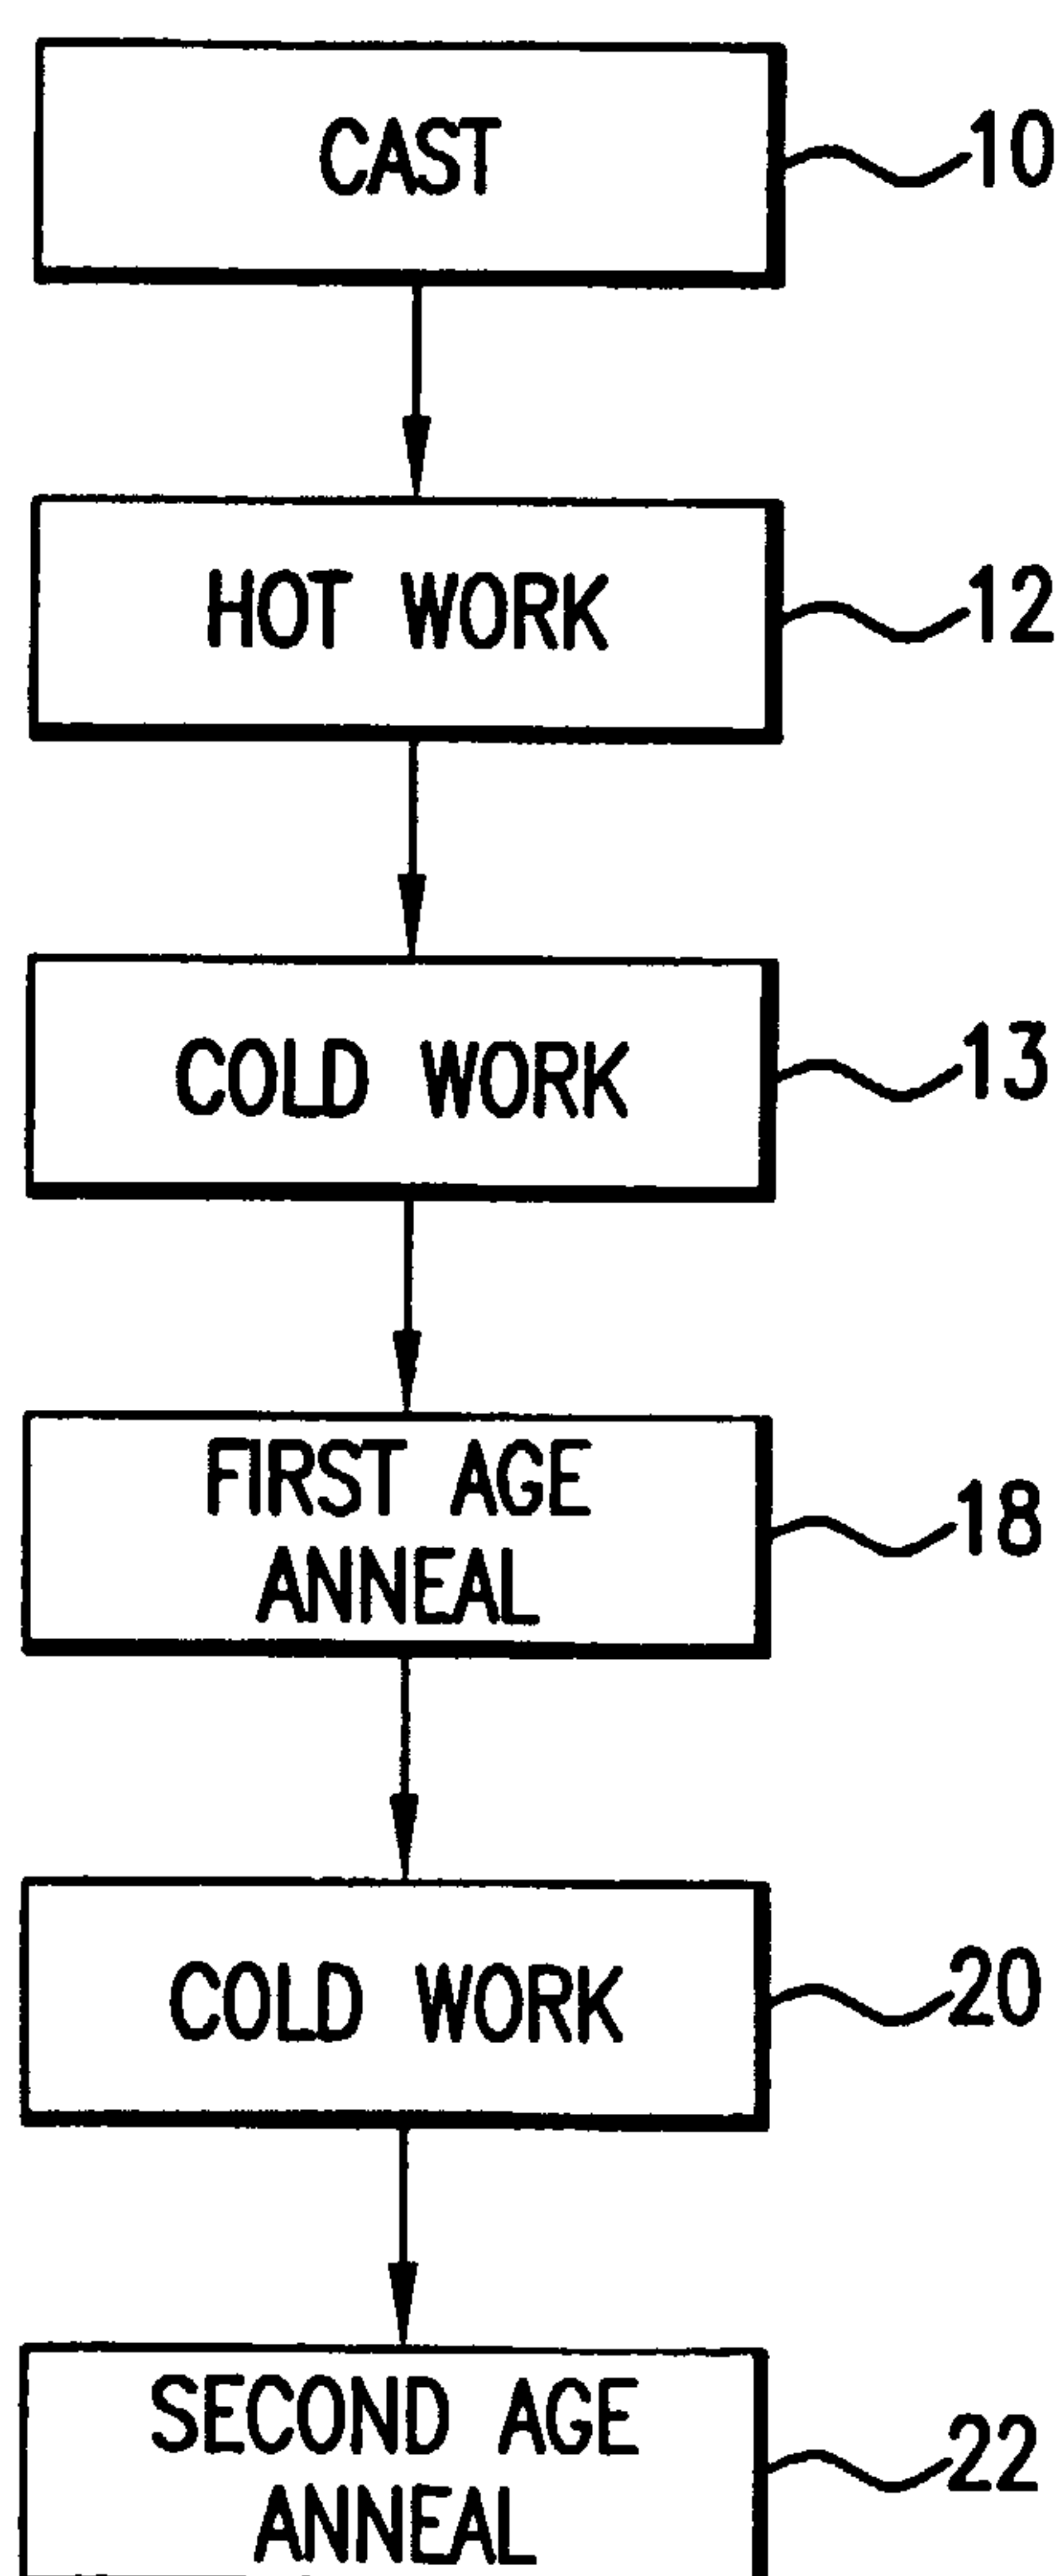 CAST
10
HOT WORK
12
COLD WORK
13
FIRST AGE
ANNEAL
18
COLD WORK
20
SECOND AGE
ANNEAL
22